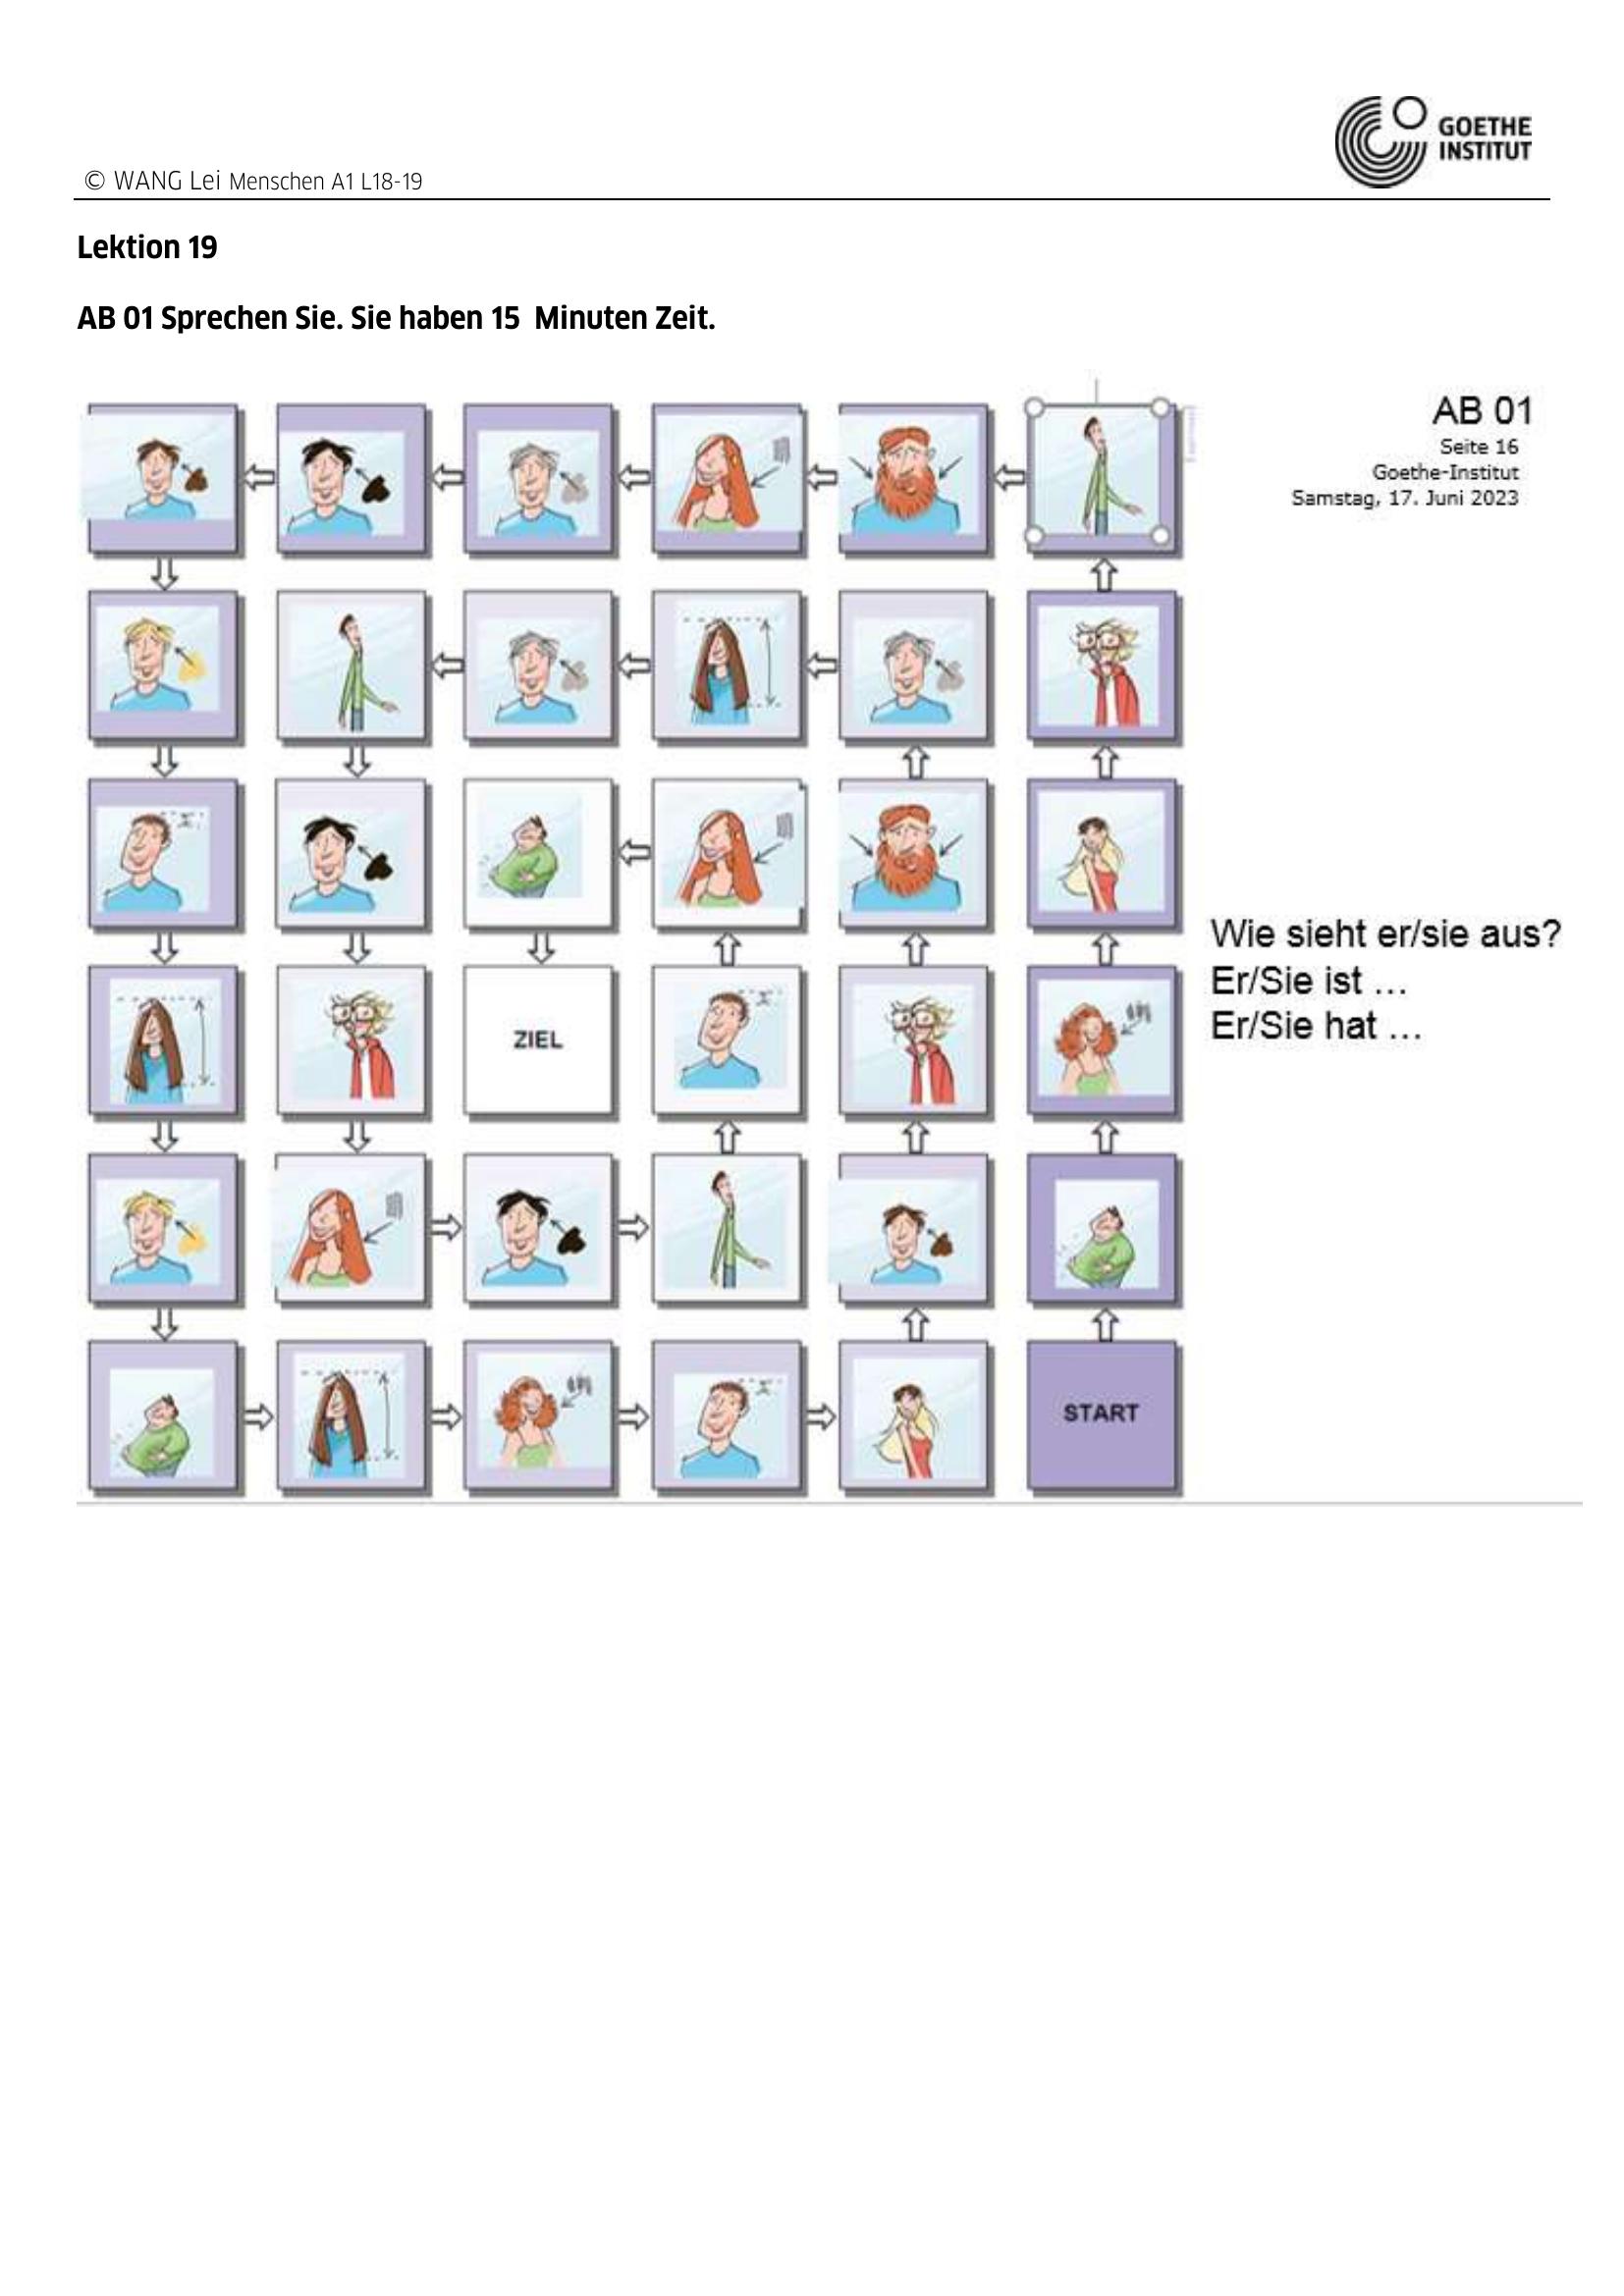 GOETHE
INSTITUT
© WANG Lei Menschen A1 L18-19
Lektion 19
AB 01 Sprechen Sie. Sie haben 15  Minuten Zeit.
AB 01
Seite 16
Goethe-Institut
Samstag, 17. Juni 2023
Wie sieht er/sie aus?
Er/Sie ist ...
Er/Sie hat ...
ZIEL
START